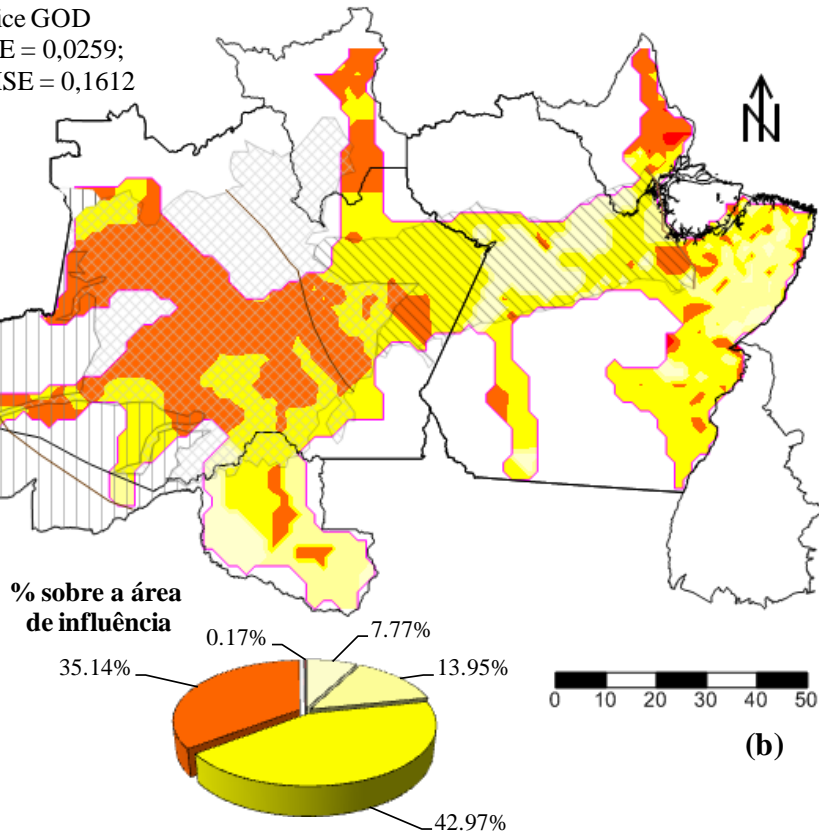 ice GOD
E = 0,0259;
ISE = 0,1612
N
% sobre a área
de influência
0.17%
7.77%
35.14%
13.95%
42.97%
0 10 20 30 40 50
(b)